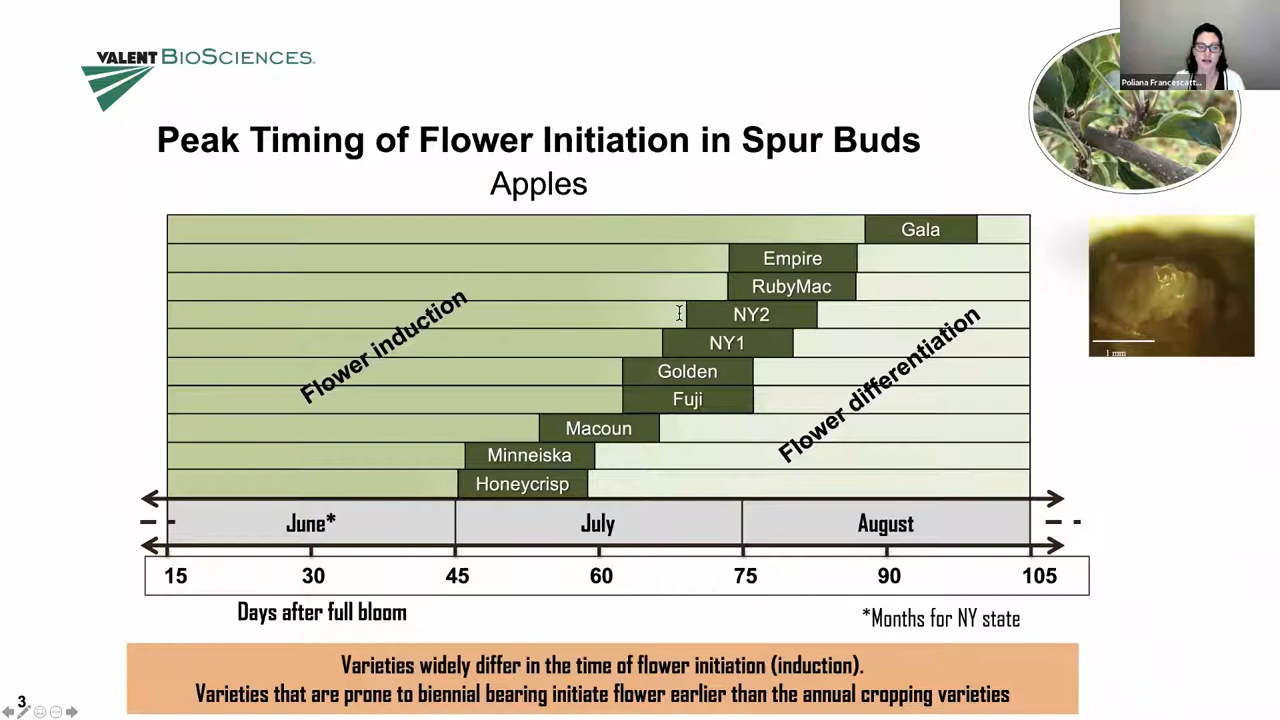 VALENT BIOSCIENCES.
Poliana Francescatt...
Peak Timing of Flower Initiation in Spur Buds
Apples
Gala
Empire
RubyMac
NY2
NY1
Golden
Fuji
Macoun
Minneiska
Honeycrisp
Flower induction
Flower differentiation
1 mm
June* July August
15 30 45 60 75 90 105
Days after full bloom
*Months for NY state
Varieties widely differ in the time of flower initiation (induction).
Varieties that are prone to biennial bearing initiate flower earlier than the annual cropping varieties
3